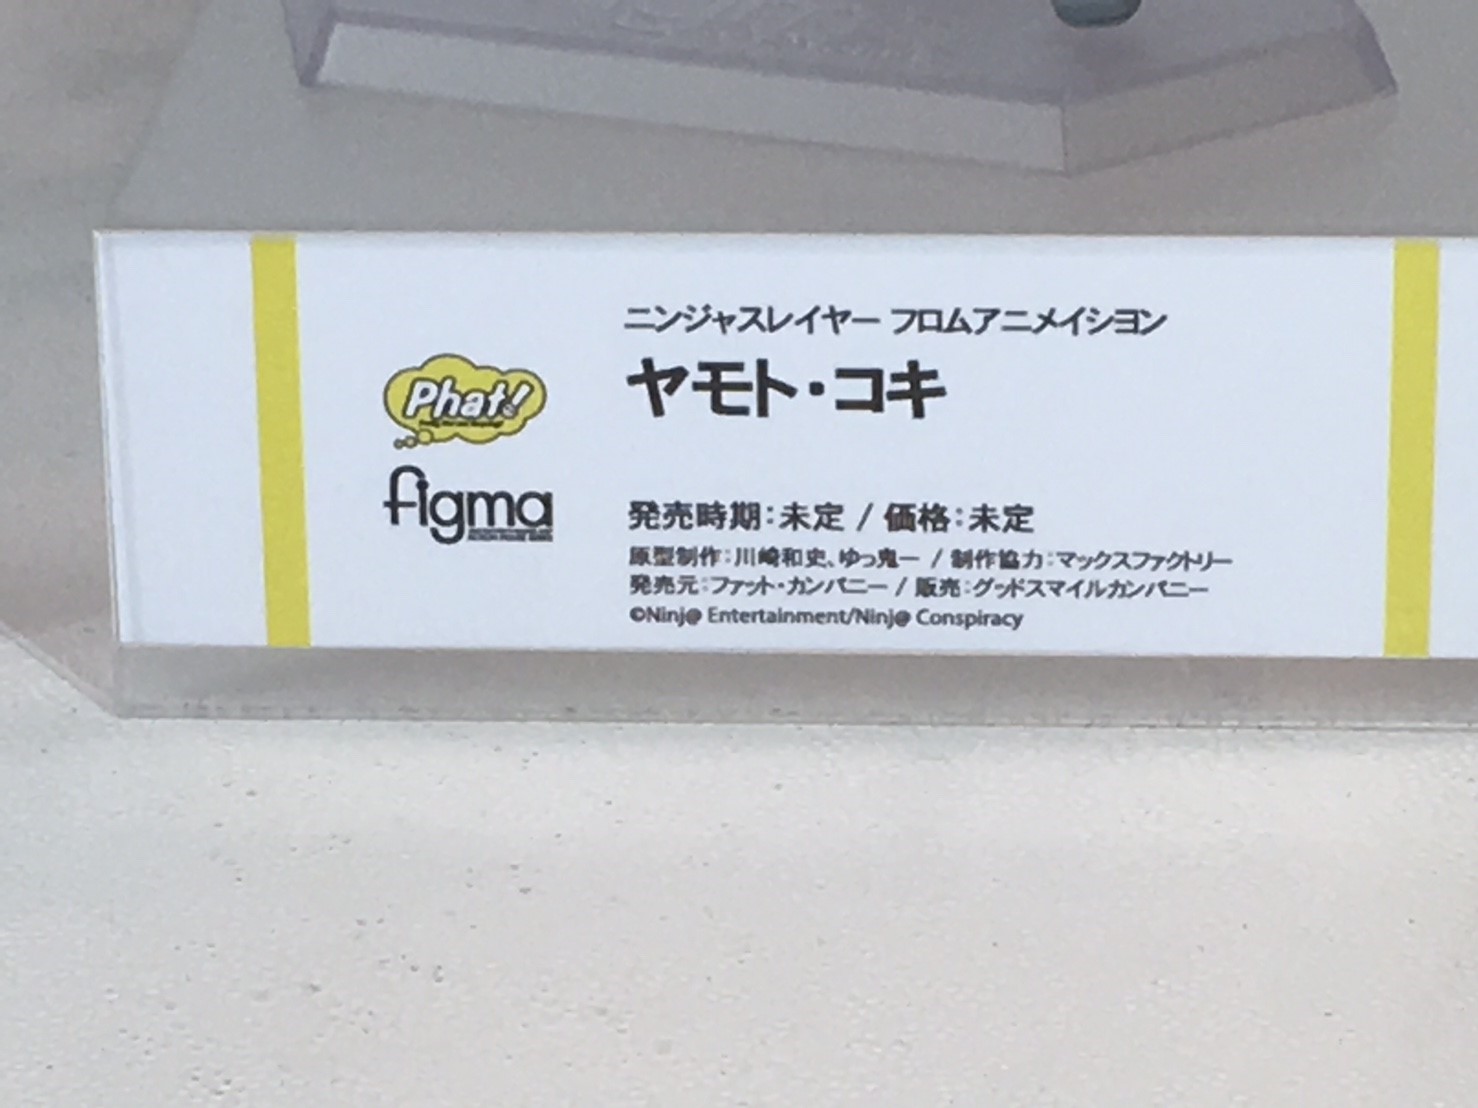 ニンジャスレイヤー フロムアニメイシヨン
ヤモト・コキ
Phat!
figma
発売時期：未定 / 価格：未定
原型制作：川崎和史、ゆっ鬼一 / 制作協力：マックスファクトリー
発売元：ファット・カンパニー / 販売：グッドスマイルカンパニー
©Ninj@ Entertainment/Ninj@ Conspiracy